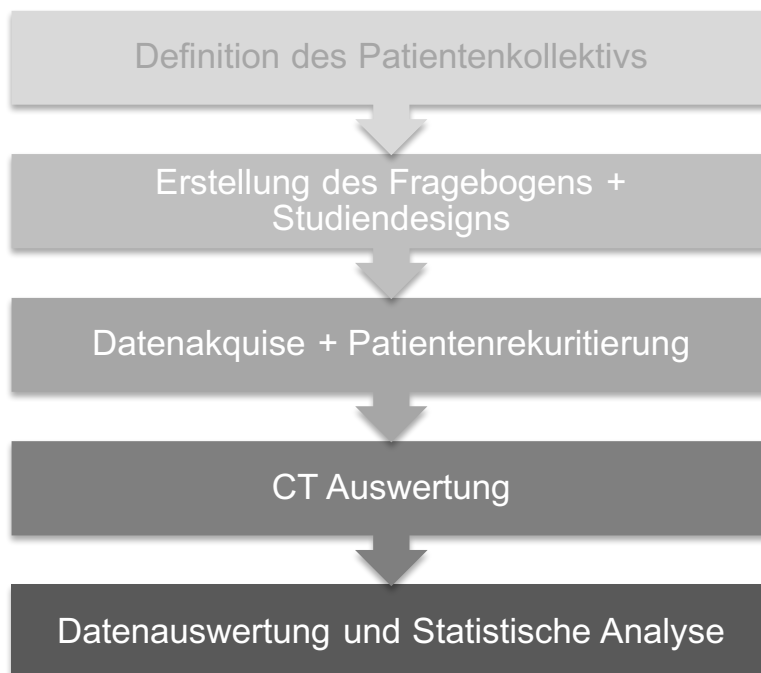 Definition des Patientenkollektivs
Erstellung des Fragebogens +
Studiendesigns
Datenakquise + Patientenrekuritierung
CT Auswertung
Datenauswertung und Statistische Analyse